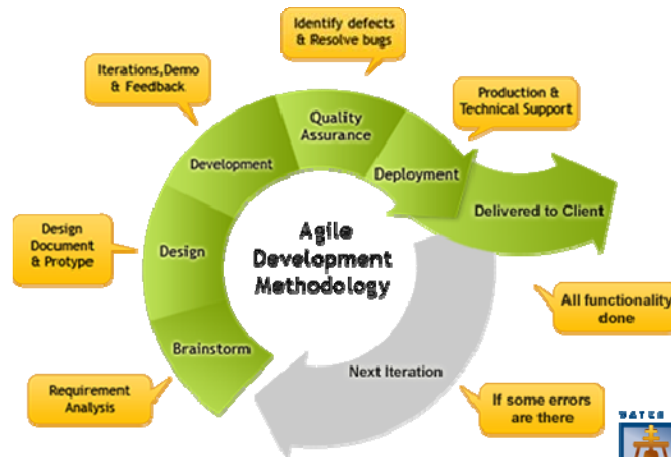 Identify defects
& Resolve bugs
Iterations,Demo
& Feedback
Production &
Technical Support
Quality
Assurance
Development
Deployment
Delivered to Client
Design
Document
& Protype
Design
Agile
Development
Methodology
All functionality
done
Brainstorm
Next Iteration
Requirement
Analysis
If some errors
are there